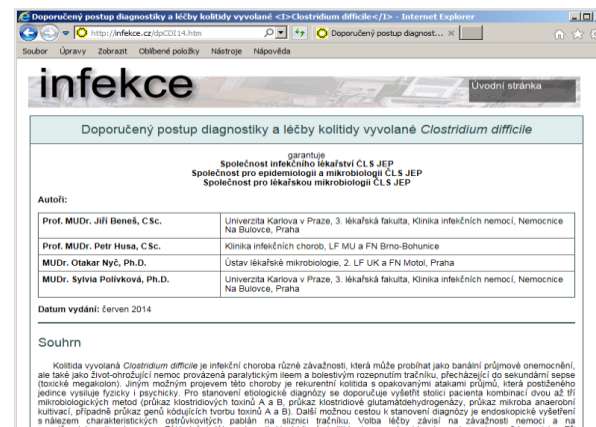 Doporučený postup diagnostiky a léčby kolitidy vyvolané <I>Clostridium difficile</I> - Internet Explorer
http://infekce.cz/dpCDI14.htm
Doporučený postup diagnost...
Soubor Úpravy Zobrazit Oblíbené položky Nástroje Nápověda
infekce
Úvodní stránka
Doporučený postup diagnostiky a léčby kolitidy vyvolané Clostridium difficile
garantuje
Společnost infekčního lékařství ČLS JEP
Společnost pro epidemiologii a mikrobiologii ČLS JEP
Společnost pro lékařskou mikrobiologii ČLS JEP
Autoři:
Prof. MUDr. Jiří Beneš, CSc. Univerzita Karlova v Praze, 3. lékařská fakulta, Klinika infekčních nemocí, Nemocnice
Na Bulovce, Praha
Prof. MUDr. Petr Husa, CSc. Klinika infekčních chorob, LF MU a FN Brno-Bohunice
MUDr. Otakar Nyč, Ph.D. Ústav lékařské mikrobiologie, 2. LF UK a FN Motol, Praha
MUDr. Sylvia Polívková, Ph.D. Univerzita Karlova v Praze, 3. lékařská fakulta, Klinika infekčních nemocí, Nemocnice
Na Bulovce, Praha
Datum vydání: červen 2014
Souhrn
Kolitida vyvolaná Clostridium difficile je infekční choroba různé závažnosti, která může probíhat jako banální průjmové onemocnění,
ale také jako život-ohrožující nemoc provázená paralytickým ileem a bolestivým rozepnutím tračníku, přecházející do sekundární sepse
(toxické megakolon). Jiným možným projevem této choroby je rekurentní kolitida s opakovanými atakami průjmů, která postiženého
jedince vysiluje fyzicky i psychicky. Pro stanovení etiologické diagnózy se doporučuje vyšetřit stolici pacienta kombinací dvou až tří
mikrobiologických metod (průkaz klostridiových toxinů A a B, průkaz klostridiové glutamátdehydrogenázy, průkaz mikroba anaerobní
kultivací, případně průkaz genů kódujících tvorbu toxinů A a B). Další možnou cestou k stanovení diagnózy je endoskopické vyšetření
s nálezem charakteristických ostrůvkovitých pablán na sliznici tračníku. Volba léčby závisí na závažnosti nemoci a na